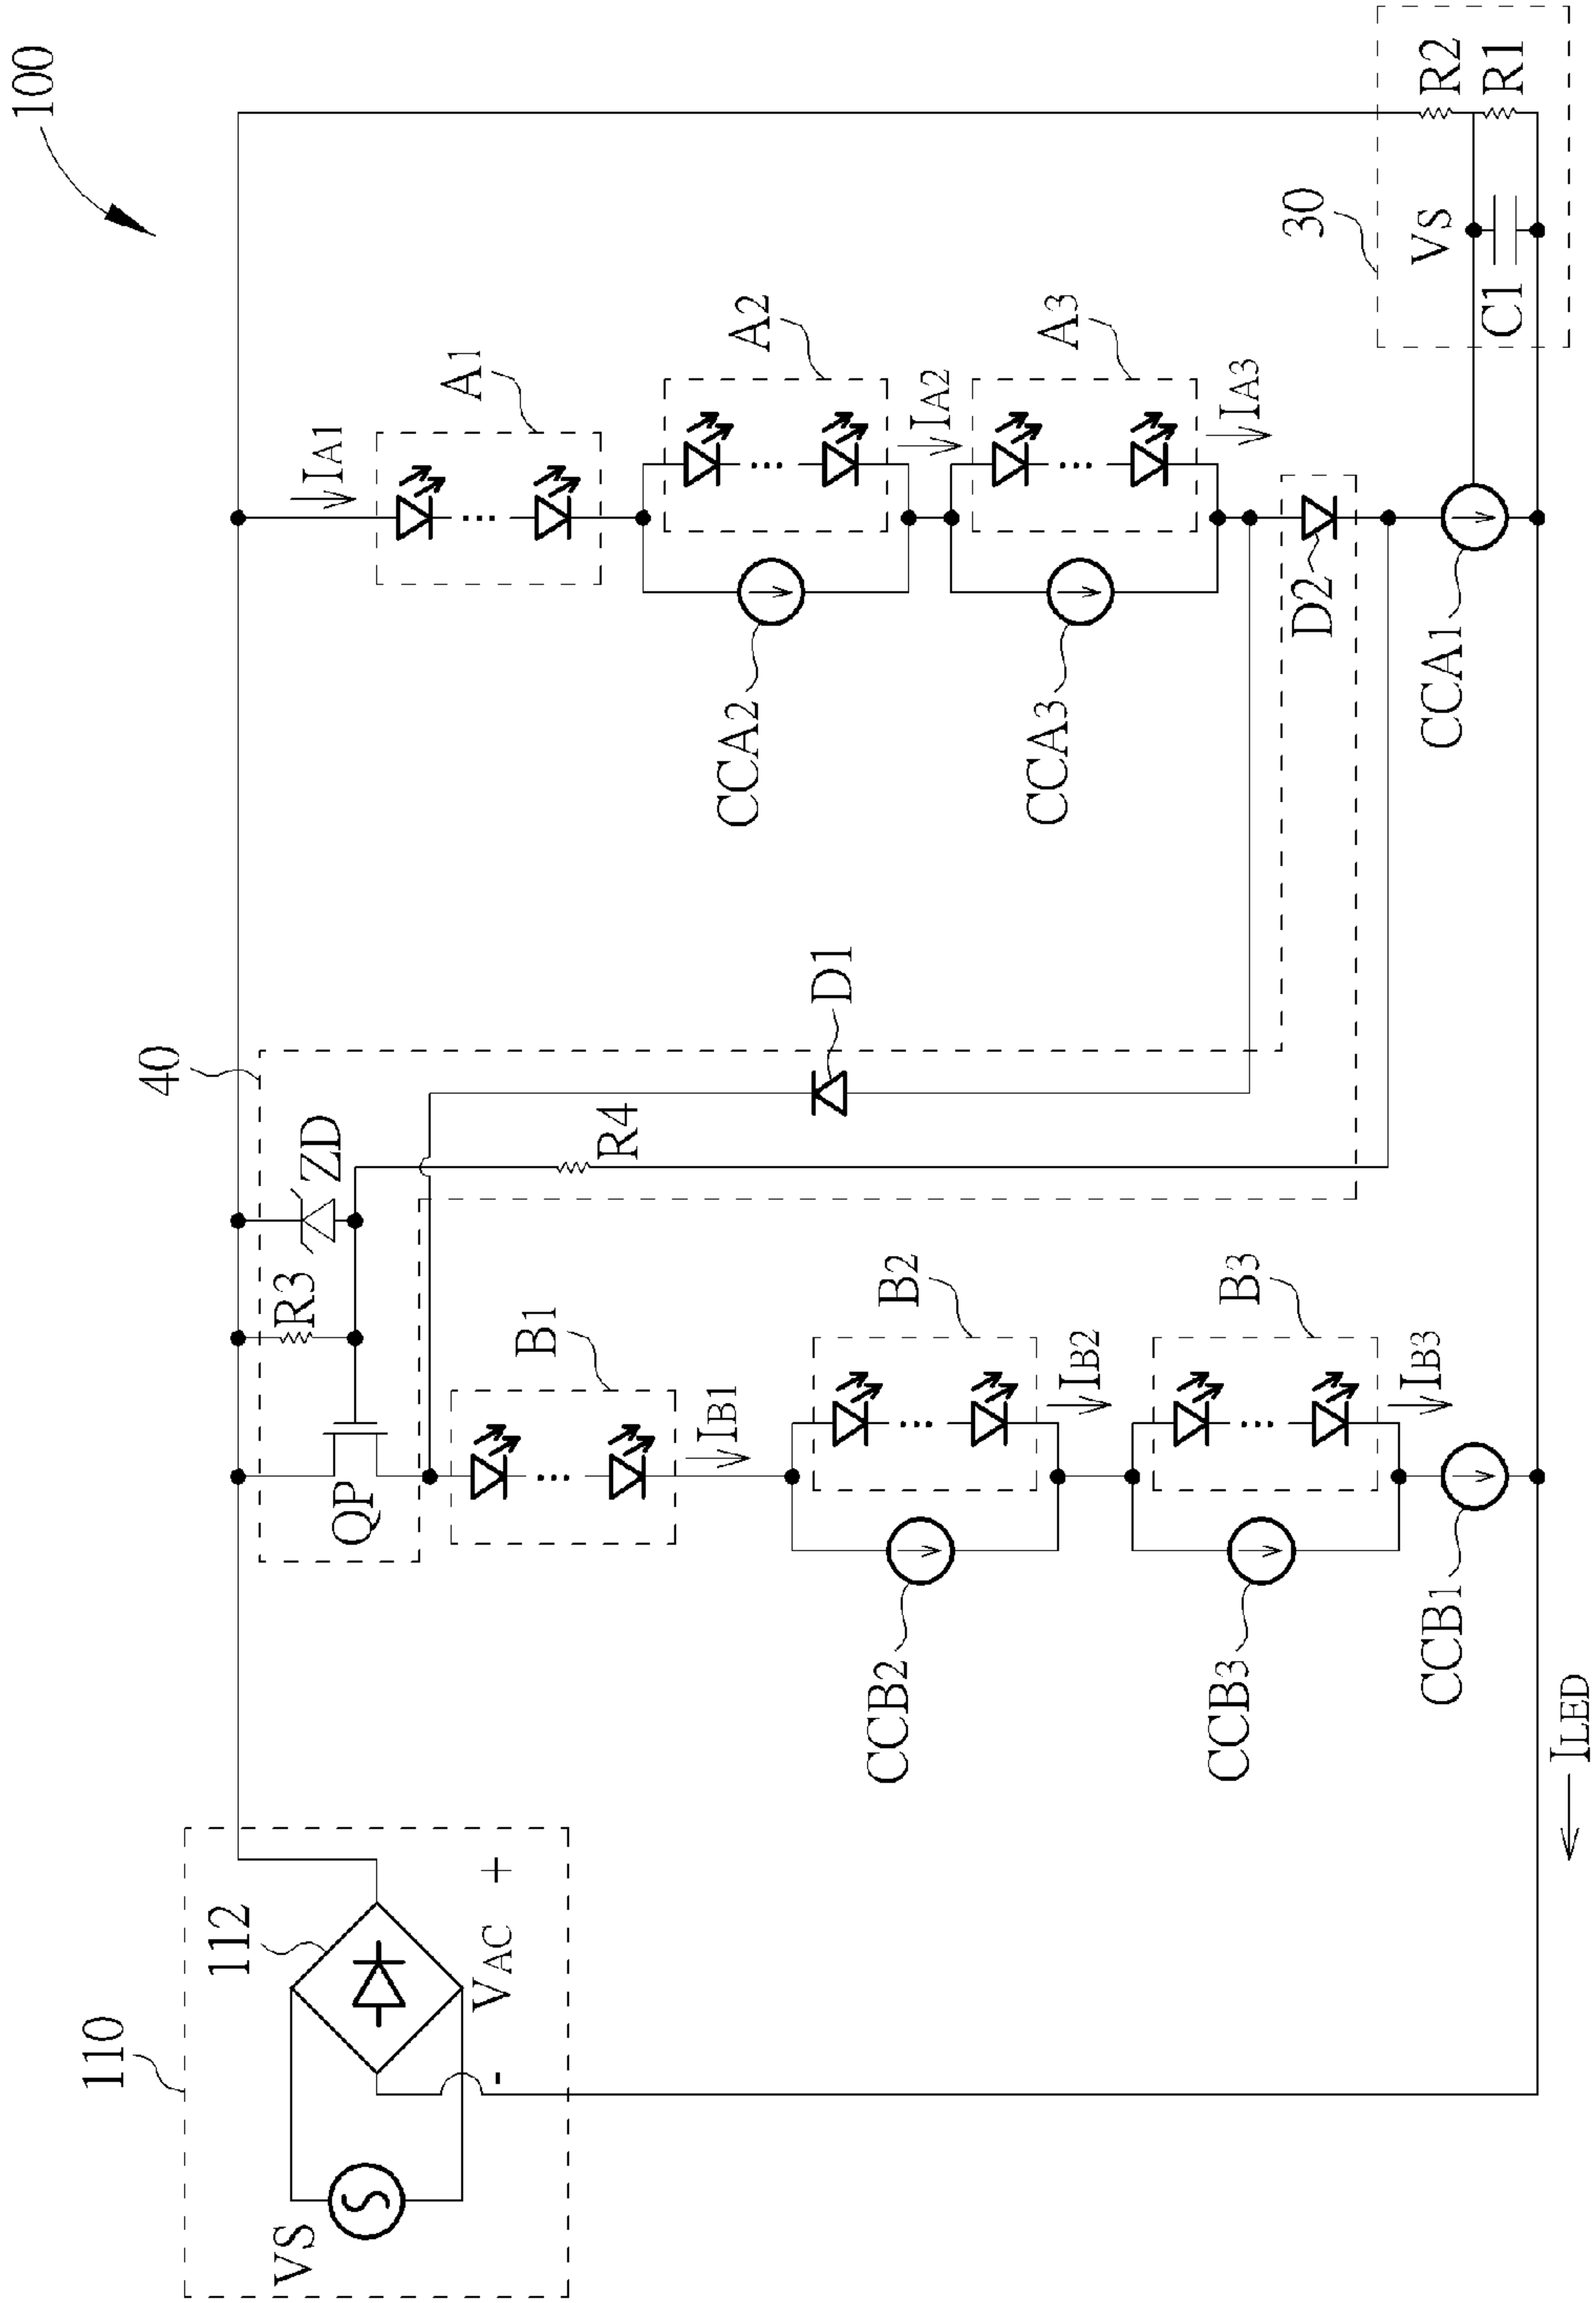 100
110
VS
112
VAC
+
-
40
QP
R3
ZD
R4
D1
D2
B1
IB1
B2
IB2
B3
IB3
CCB2
CCB3
CCB1
A1
IA1
A2
IA2
A3
IA3
CCA2
CCA3
CCA1
30
VS
C1
R2
R1
ILED